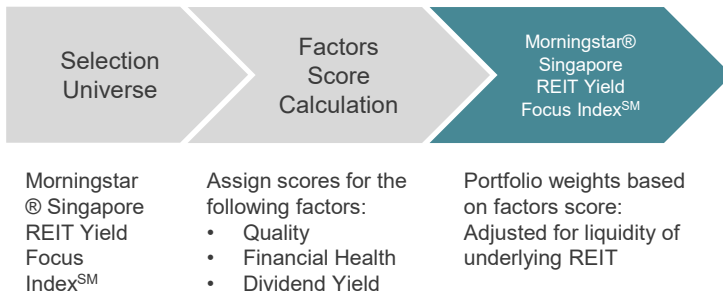 Selection
Universe
Factors
Score
Calculation
Morningstar®
Singapore
REIT Yield
Focus Index℠
Morningstar
® Singapore
REIT Yield
Focus
Index℠
Assign scores for the
following factors:
• Quality
• Financial Health
• Dividend Yield
Portfolio weights based
on factors score:
Adjusted for liquidity of
underlying REIT